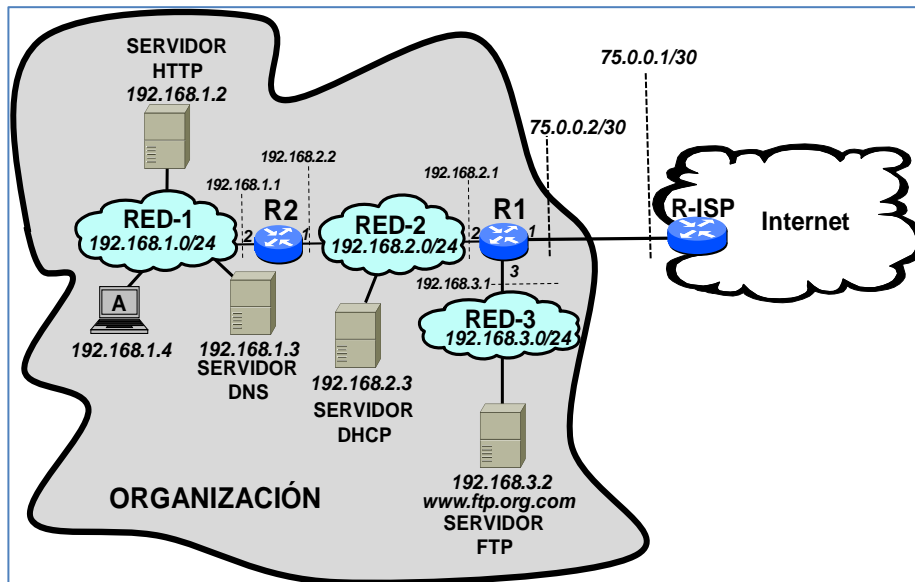 SERVIDOR
HTTP
192.168.1.2
75.0.0.1/30
75.0.0.2/30
192.168.2.2
192.168.1.1
192.168.2.1
RED-1
192.168.1.0/24
2
R2
1
RED-2
192.168.2.0/24
2
R1
1
3
R-ISP
Internet
192.168.3.1
A
192.168.1.4
192.168.1.3
SERVIDOR
DNS
RED-3
192.168.3.0/24
192.168.2.3
SERVIDOR
DHCP
192.168.3.2
www.ftp.org.com
SERVIDOR
FTP
ORGANIZACIÓN